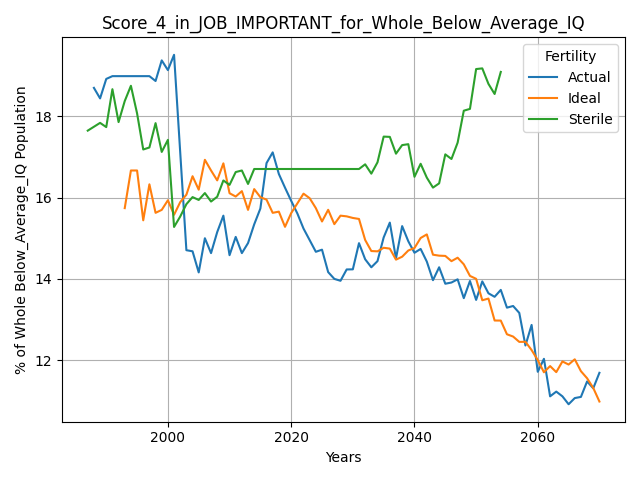 Score_4_in_JOB_IMPORTANT_for_Whole_Below_Average_IQ
Fertility
Actual
Ideal
Sterile
% of Whole Below_Average_IQ Population
18
16
14
12
2000
2020
2040
2060
Years